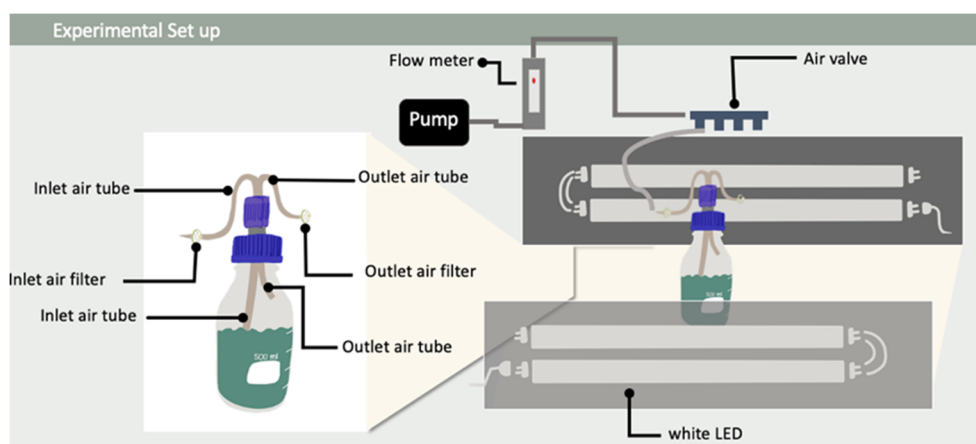 Experimental Set up
Flow meter
Air valve
Pump
Inlet air tube
Outlet air tube
Inlet air filter
Outlet air filter
Inlet air tube
Outlet air tube
500 ml
white LED